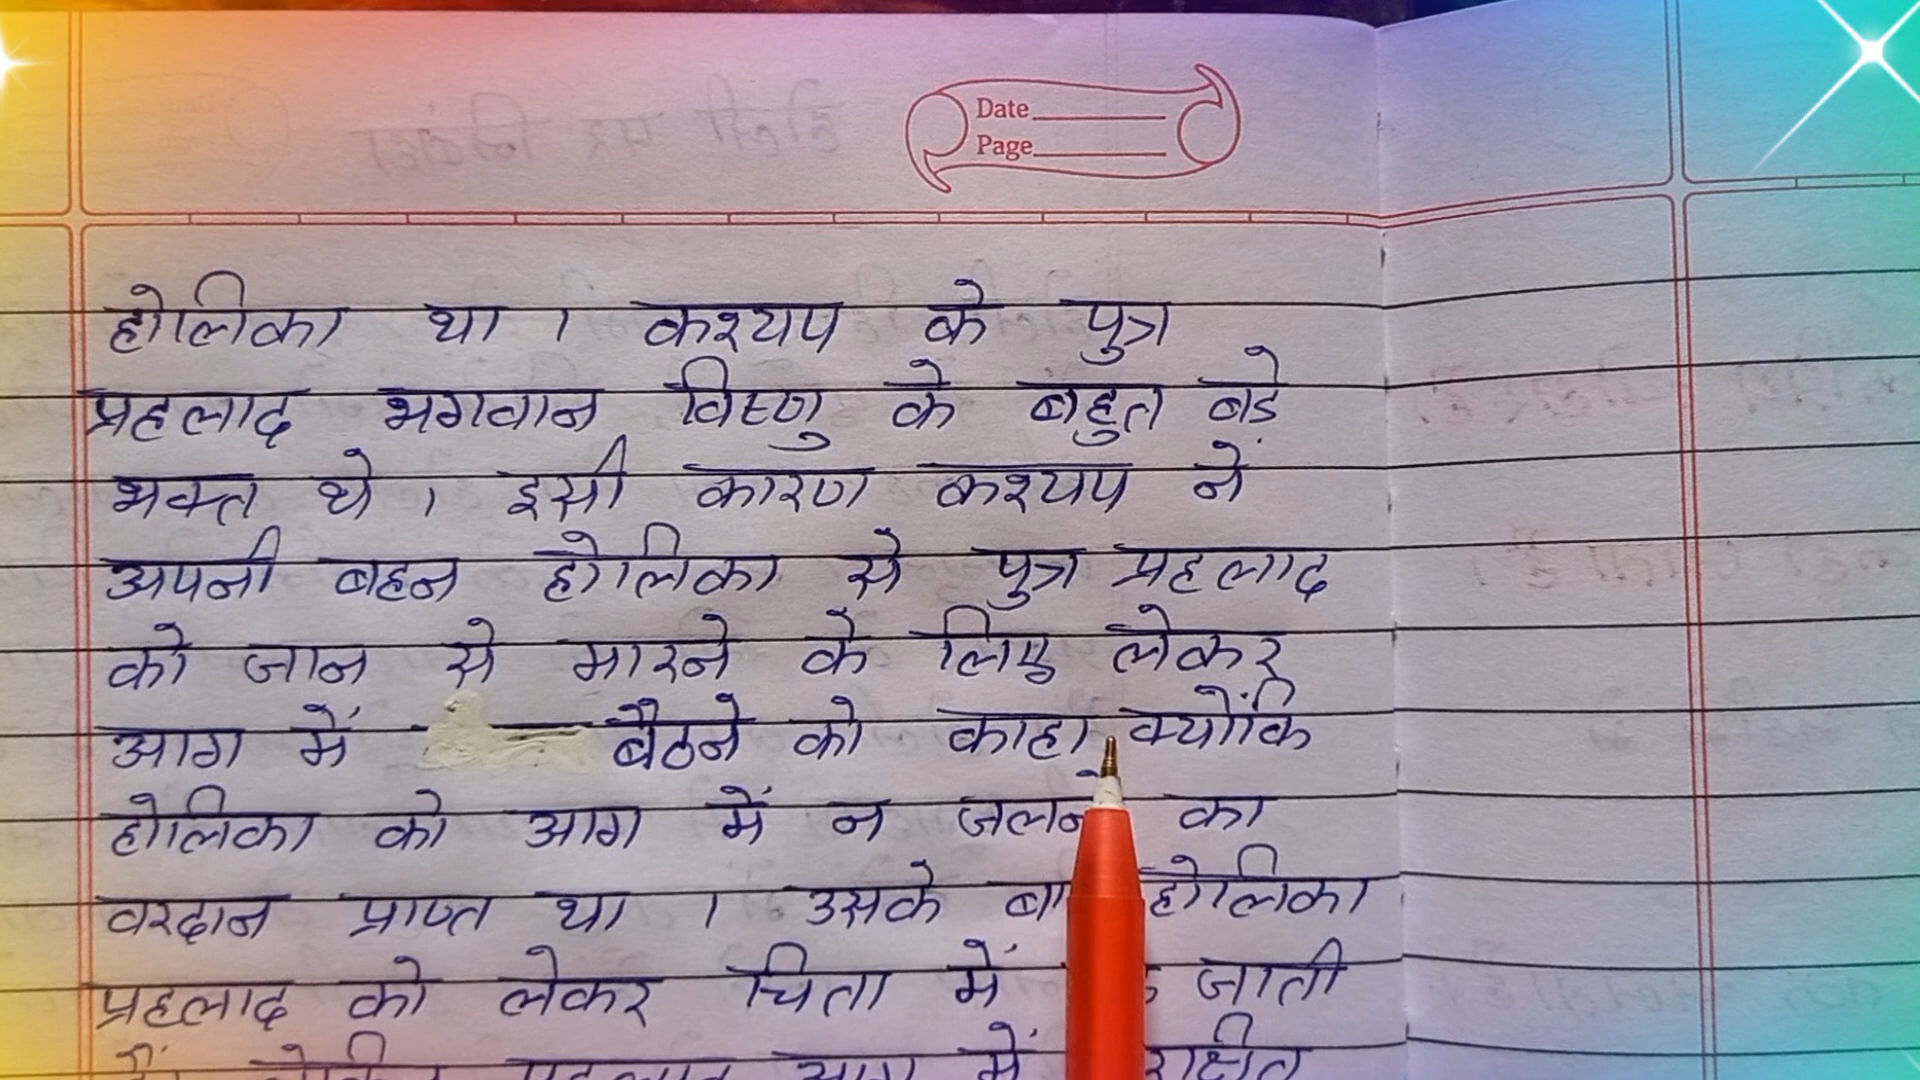 Date
Page
होलिका था । कश्यप के पुत्र
प्रहलाद भगवान विष्णु के बहुत बडे
भक्त थे । इसी कारण कश्यप ने
अपनी बहन होलिका से पुत्र प्रहलाद
को जान से मारने के लिए लेकर
आग में बैठने को काहा क्योंकि
होलिका को आग में न जलने का
वरदान प्राप्त था । उसके होलिका
प्रहलाद को लेकर चिता में जाती